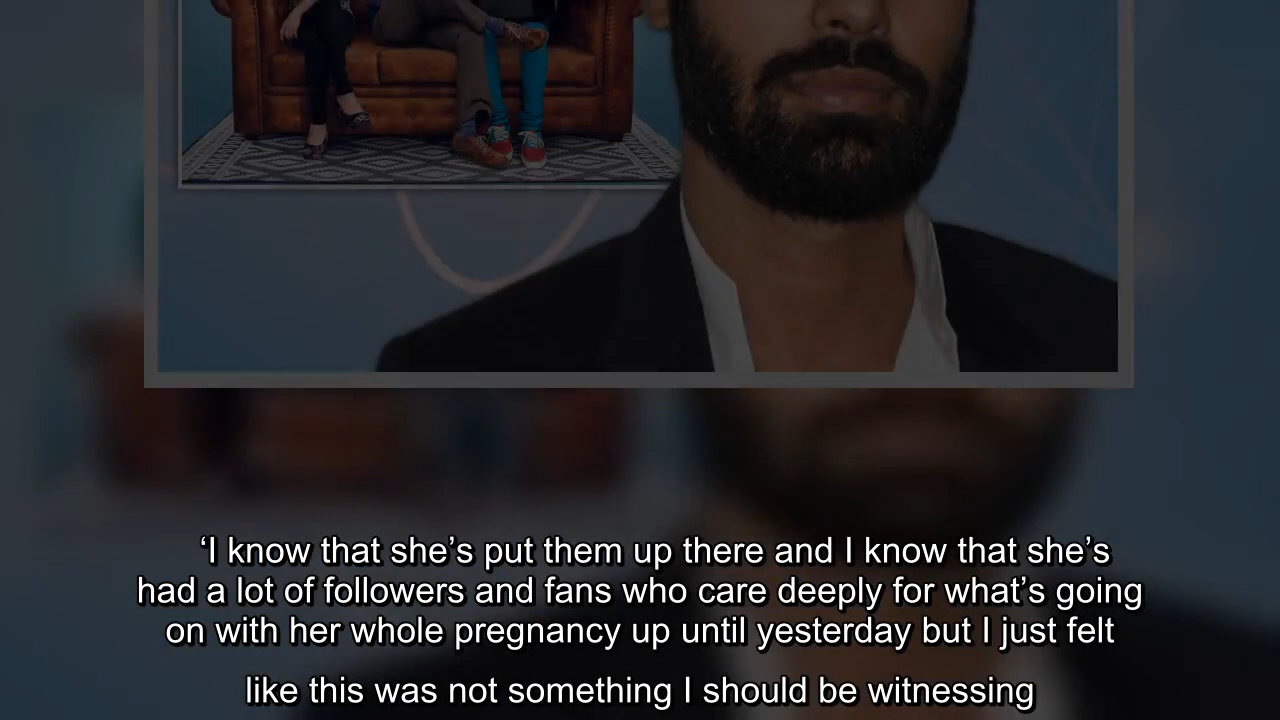 ‘I know that she’s put them up there and I know that she’s
had a lot of followers and fans who care deeply for what’s going
on with her whole pregnancy up until yesterday but I just felt
like this was not something I should be witnessing